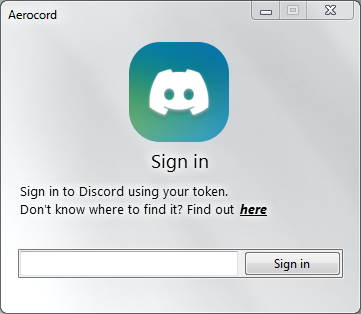 Aerocord
Sign in
Sign in to Discord using your token.
Don't know where to find it? Find out here
Sign in